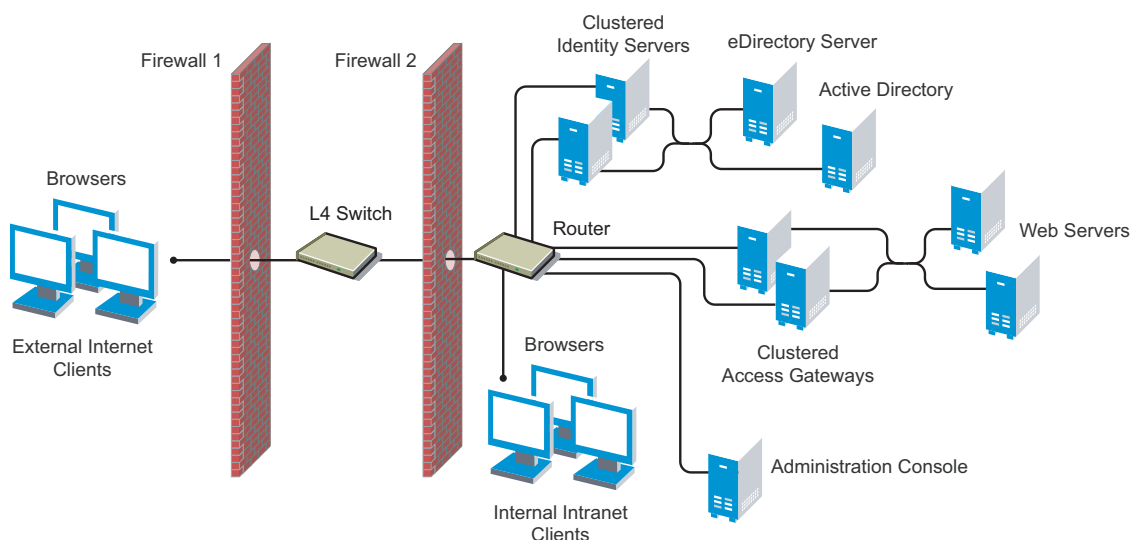 Clustered
Identity Servers
eDirectory Server
Firewall 1
Firewall 2
Active Directory
Browsers
L4 Switch
Router
Web Servers
External Internet
Clients
Browsers
Clustered
Access Gateways
Administration Console
Internal Intranet
Clients